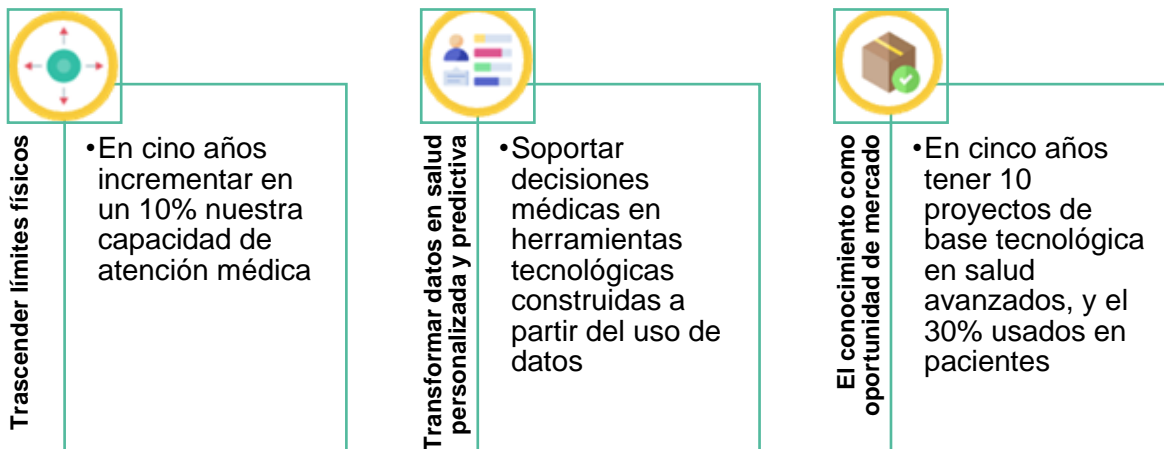 Trascender límites físicos
•En cino años
incrementar en
un 10% nuestra
capacidad de
atención médica
Transformar datos en salud
personalizada y predictiva
•Soportar
decisiones
médicas en
herramientas
tecnológicas
construidas a
partir del uso de
datos
El conocimiento como
oportunidad de mercado
•En cinco años
tener 10
proyectos de
base tecnológica
en salud
avanzados, y el
30% usados en
pacientes